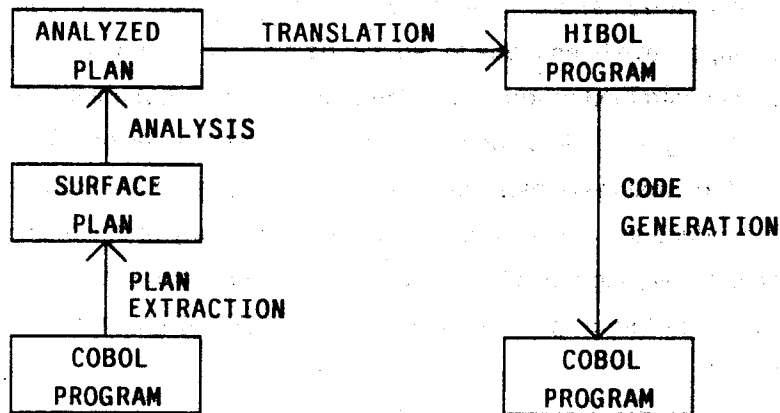 ANALYZED
PLAN
TRANSLATION
HIBOL
PROGRAM
ANALYSIS
SURFACE
PLAN
CODE
GENERATION
PLAN
EXTRACTION
COBOL
PROGRAM
COBOL
PROGRAM